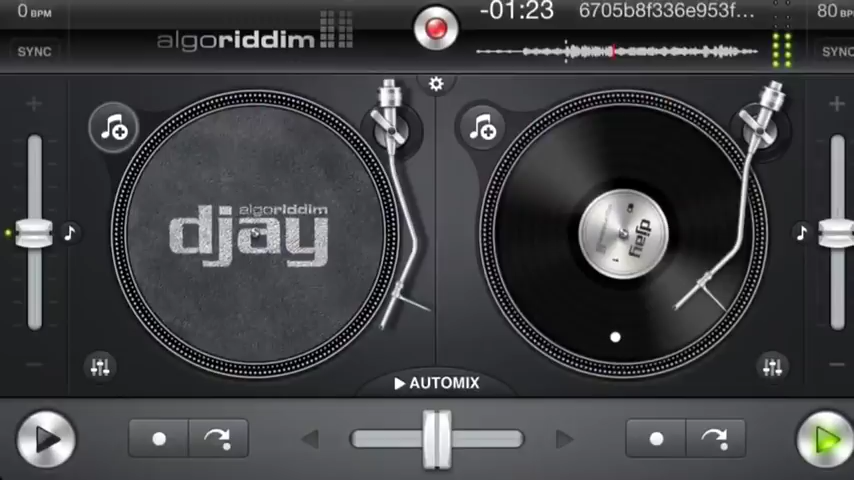 0 BPM
-01:23
6705b8f336e953f...
80 BPM
SYNC
algoriddim
SYNC
algoriddim
djay
djay
AUTOMIX